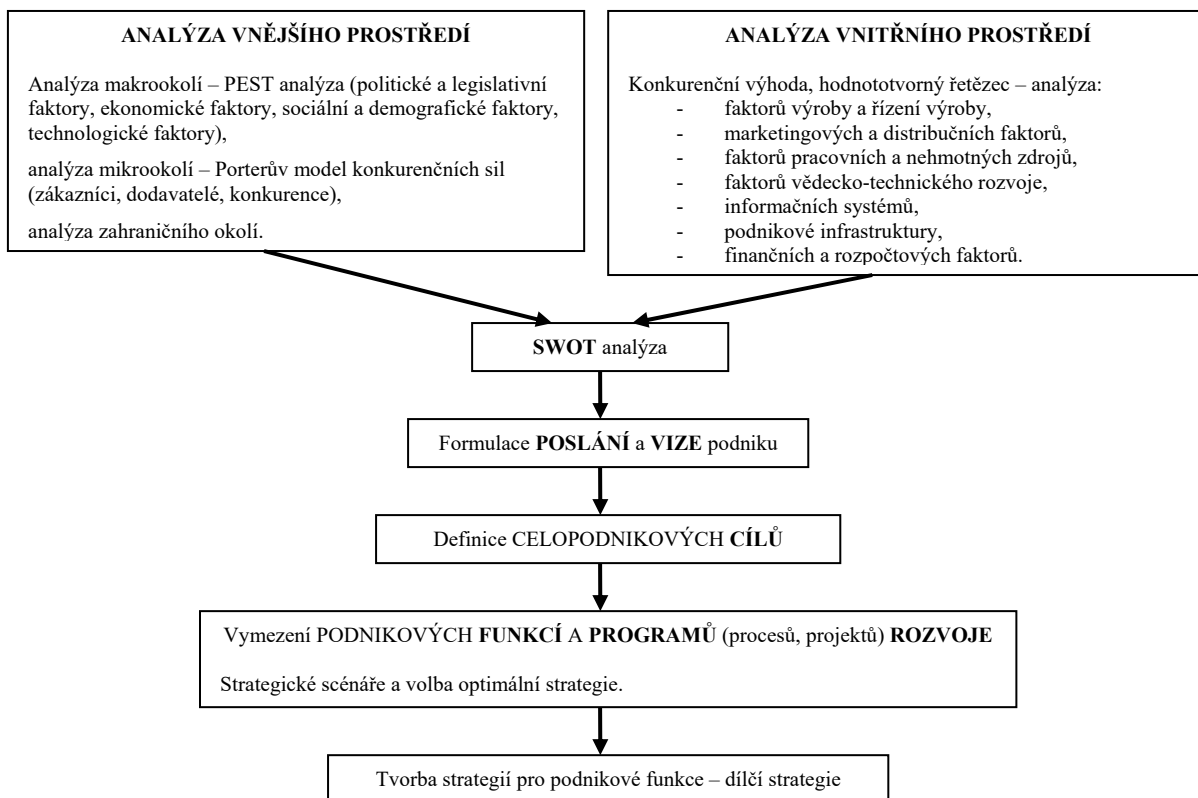 ANALÝZA VNĚJŠÍHO PROSTŘEDÍ
Analýza makrookolí – PEST analýza (politické a legislativní
faktory, ekonomické faktory, sociální a demografické faktory,
technologické faktory),
analýza mikrookolí – Porterův model konkurenčních sil
(zákazníci, dodavatelé, konkurence),
analýza zahraničního okolí.
ANALÝZA VNITŘNÍHO PROSTŘEDÍ
Konkurenční výhoda, hodnototvorný řetězec – analýza:
- faktorů výroby a řízení výroby,
- marketingových a distribučních faktorů,
- faktorů pracovních a nehmotných zdrojů,
- faktorů vědecko-technického rozvoje,
- informačních systémů,
- podnikové infrastruktury,
- finančních a rozpočtových faktorů.
SWOT analýza
Formulace POSLÁNÍ a VIZE podniku
Definice CELOPODNIKOVÝCH CÍLŮ
Vymezení PODNIKOVÝCH FUNKCÍ A PROGRAMŮ (procesů, projektů) ROZVOJE
Strategické scénáře a volba optimální strategie.
Tvorba strategií pro podnikové funkce – dílčí strategie